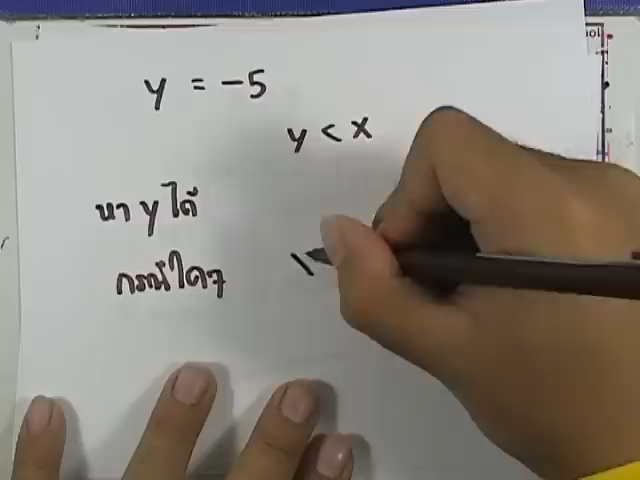 y = -5
y < x
หา y ได้
กรณีใดๆ